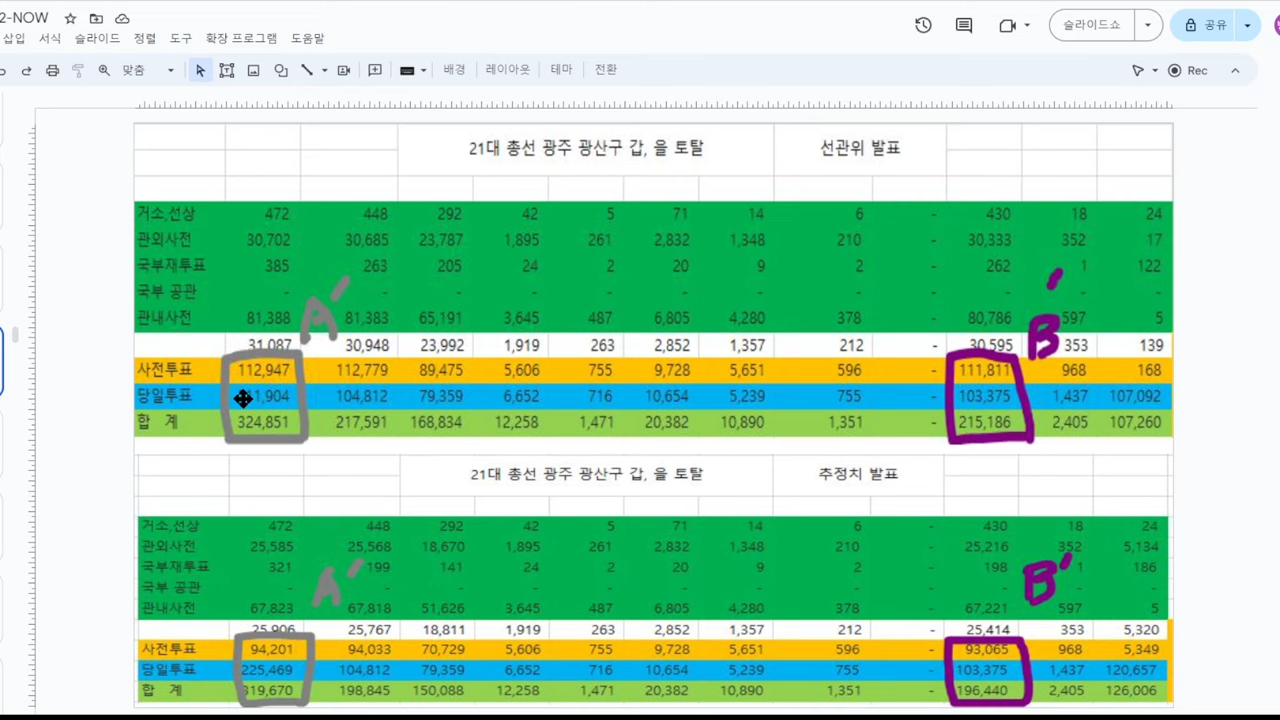 2-NOW
삽입 서식 슬라이드 정렬 도구 확장 프로그램 도움말
슬라이드쇼 공유
맞춤 배경 레이아웃 테마 전환 Rec
21대 총선 광주 광산구 갑, 을 토탈 선관위 발표
거소,선상 472 448 292 42 5 71 14 6 - 430 18 24
관외사전 30,702 30,685 23,787 1,895 261 2,832 1,348 210 - 30,333 352 17
국부재투표 385 263 205 24 2 20 9 2 - 262 1 122
국부 공관 - - - - - - - - - - - -
관내사전 81,388 81,383 65,191 3,645 487 6,805 4,280 378 - 80,786 597 5
31,087 30,948 23,992 1,919 263 2,852 1,357 212 - 30,595 353 139
사전투표 112,947 112,779 89,475 5,606 755 9,728 5,651 596 - 111,811 968 168
당일투표 1,904 104,812 79,359 6,652 716 10,654 5,239 755 - 103,375 1,437 107,092
합 계 324,851 217,591 168,834 12,258 1,471 20,382 10,890 1,351 - 215,186 2,405 107,260
A′ B′
21대 총선 광주 광산구 갑, 을 토탈 추정치 발표
거소,선상 472 448 292 42 5 71 14 6 - 430 18 24
관외사전 25,585 25,568 18,670 1,895 261 2,832 1,348 210 - 25,216 352 5,134
국부재투표 321 199 141 24 2 20 9 2 - 198 1 186
국부 공관 - - - - - - - - - - - -
관내사전 67,823 67,818 51,626 3,645 487 6,805 4,280 378 - 67,221 597 5
25,906 25,767 18,811 1,919 263 2,852 1,357 212 - 25,414 353 5,320
사전투표 94,201 94,033 70,729 5,606 755 9,728 5,651 596 - 93,065 968 5,349
당일투표 225,469 104,812 79,359 6,652 716 10,654 5,239 755 - 103,375 1,437 120,657
합 계 319,670 198,845 150,088 12,258 1,471 20,382 10,890 1,351 - 196,440 2,405 126,006
A′ B′